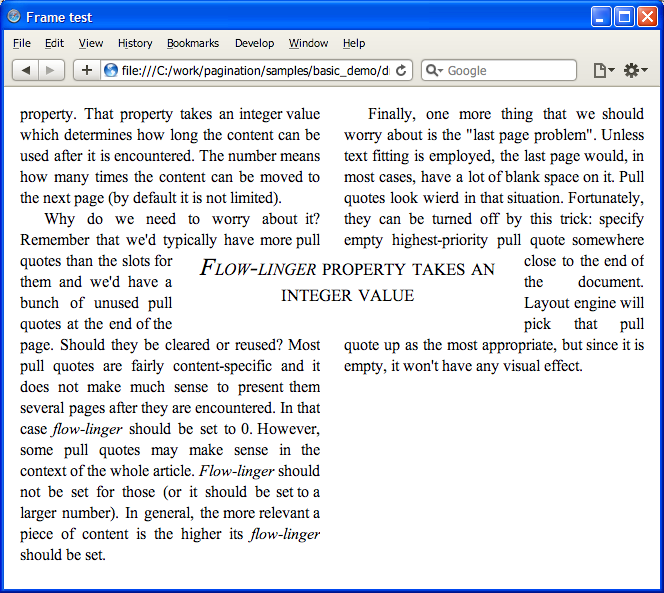 Frame test
File Edit View History Bookmarks Develop Window Help
file:///C:/work/pagination/samples/basic_demo/di
Google
property. That property takes an integer value
which determines how long the content can be
used after it is encountered. The number means
how many times the content can be moved to
the next page (by default it is not limited).
Why do we need to worry about it?
Remember that we'd typically have more pull
quotes than the slots for
them and we'd have a
bunch of unused pull
quotes at the end of the
page. Should they be cleared or reused? Most
pull quotes are fairly content-specific and it
does not make much sense to present them
several pages after they are encountered. In that
case flow-linger should be set to 0. However,
some pull quotes may make sense in the
context of the whole article. Flow-linger should
not be set for those (or it should be set to a
larger number). In general, the more relevant a
piece of content is the higher its flow-linger
should be set.
FLOW-LINGER PROPERTY TAKES AN
INTEGER VALUE
Finally, one more thing that we should
worry about is the "last page problem". Unless
text fitting is employed, the last page would, in
most cases, have a lot of blank space on it. Pull
quotes look wierd in that situation. Fortunately,
they can be turned off by this trick: specify
empty highest-priority pull quote somewhere
close to the end of
the document.
Layout engine will
pick that pull
quote up as the most appropriate, but since it is
empty, it won't have any visual effect.